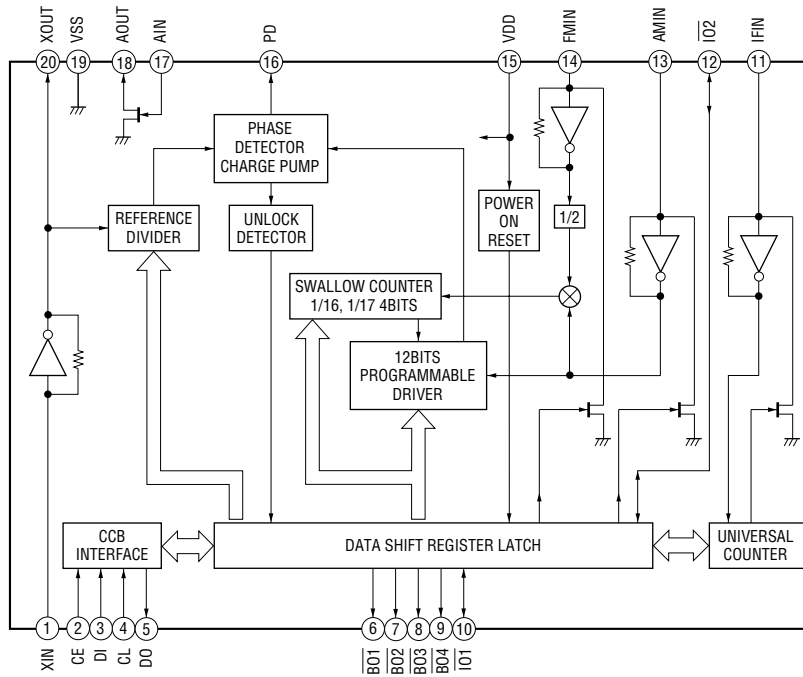 XOUT
VSS
AOUT
AIN
PD
VDD
FMIN
AMIN
IO2
IFIN
20
19
18
17
16
15
14
13
12
11
PHASE
DETECTOR
CHARGE PUMP
REFERENCE
DIVIDER
UNLOCK
DETECTOR
POWER
ON
RESET
1/2
SWALLOW COUNTER
1/16, 1/17 4BITS
12BITS
PROGRAMMABLE
DRIVER
CCB
INTERFACE
DATA SHIFT REGISTER LATCH
UNIVERSAL
COUNTER
1
2
3
4
5
6
7
8
9
10
XIN
CE
DI
CL
DO
BO1
BO2
BO3
BO4
IO1